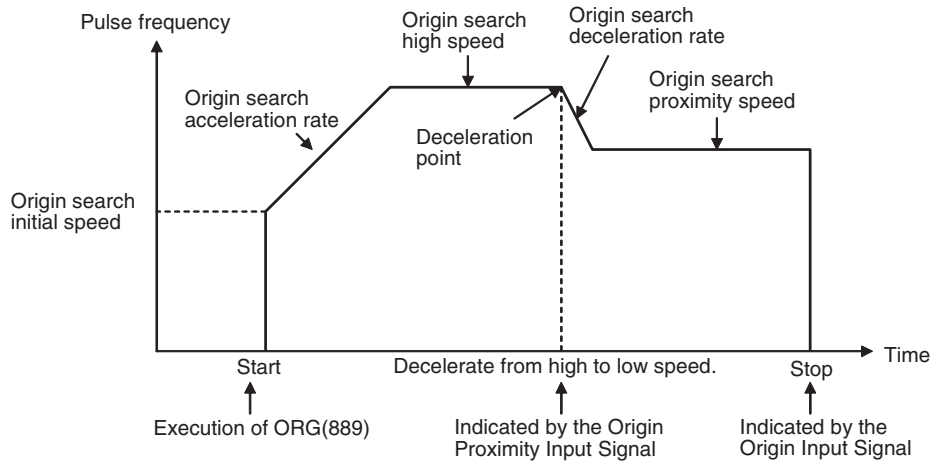 Pulse frequency
Origin search
high speed
Origin search
deceleration rate
Origin search
proximity speed
Origin search
acceleration rate
Deceleration
point
Origin search
initial speed
Start
Decelerate from high to low speed.
Stop
Time
Execution of ORG(889)
Indicated by the Origin
Proximity Input Signal
Indicated by the
Origin Input Signal